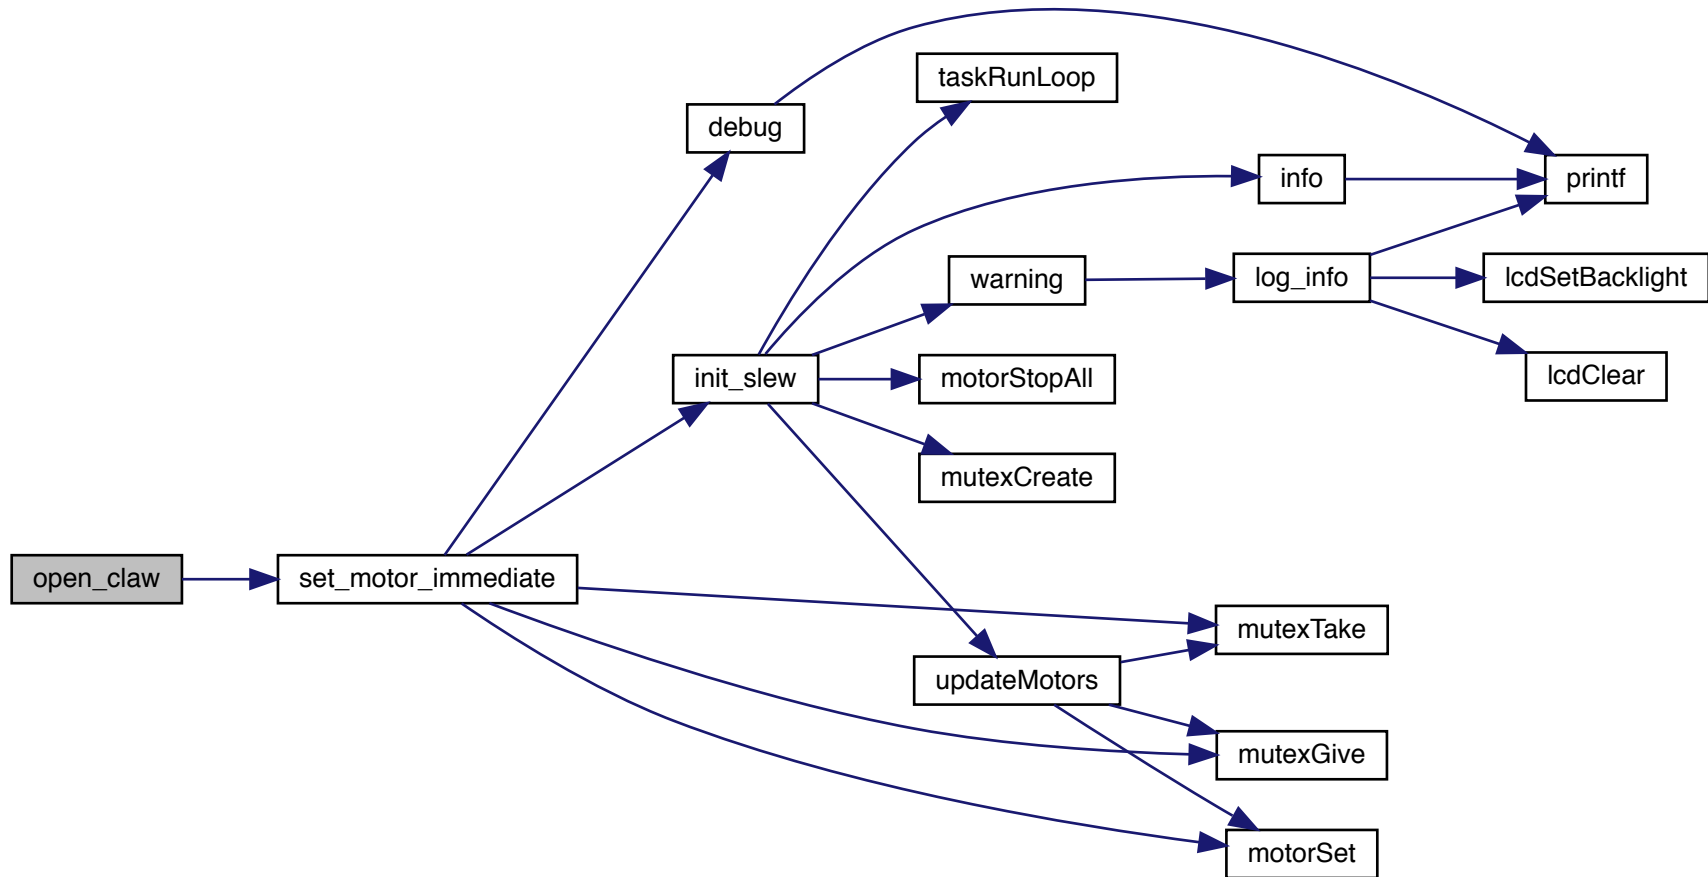 taskRunLoop
debug
info
printf
warning
log_info
lcdSetBacklight
init_slew
motorStopAll
lcdClear
mutexCreate
open_claw
set_motor_immediate
mutexTake
updateMotors
mutexGive
motorSet